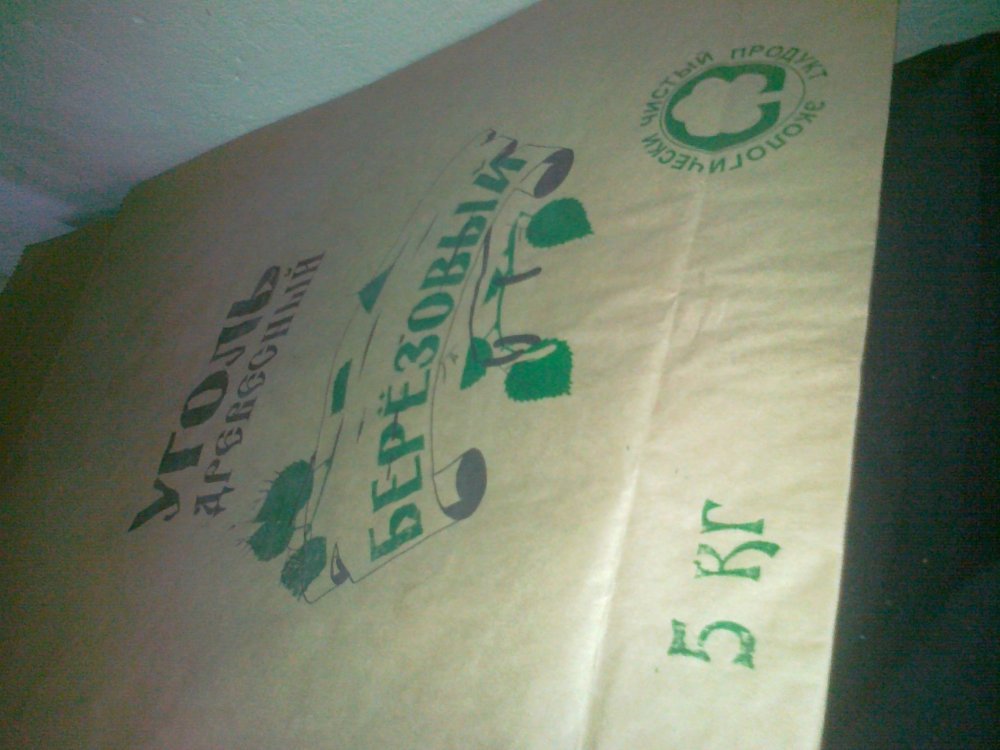 УГОЛЬ
ДРЕВЕСНЫЙ
БЕРЁЗОВЫЙ
5 КГ
ЭКОЛОГИЧЕСКИ ЧИСТЫЙ ПРОДУКТ